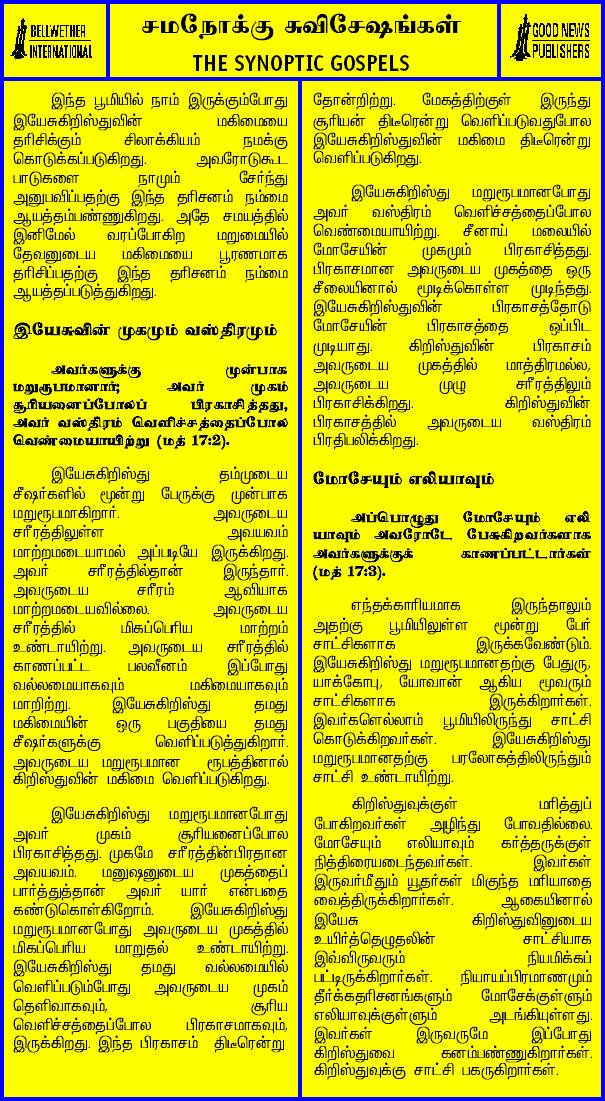 BELLWETHER
INTERNATIONAL
சமநோக்கு சுவிசேஷங்கள்
THE SYNOPTIC GOSPELS
GOOD NEWS
PUBLISHERS
இந்த பூமியில் நாம் இருக்கும்போது
இயேசுகிறிஸ்துவின் மகிமையை
தரிசிக்கும் சிலாக்கியம் நமக்கு
கொடுக்கப்படுகிறது. அவரோடுகூட
பாடுகளை நாமும் சேர்ந்து
அனுபவிப்பதற்கு இந்த தரிசனம் நம்மை
ஆயத்தம்பண்ணுகிறது. அதே சமயத்தில்
இனிமேல் வரப்போகிற மறுமையில்
தேவனுடைய மகிமையை பூரணமாக
தரிசிப்பதற்கு இந்த தரிசனம் நம்மை
ஆயத்தப்படுத்துகிறது.
இயேசுவின் முகமும் வஸ்திரமும்
அவர்களுக்கு முன்பாக
மறுரூபமானார்; அவர் முகம்
சூரியனைப்போலப் பிரகாசித்தது,
அவர் வஸ்திரம் வெளிச்சத்தைப்போல
வெண்மையாயிற்று (மத் 17:2).
இயேசுகிறிஸ்து தம்முடைய
சீஷர்களில் மூன்று பேருக்கு முன்பாக
மறுரூபமாகிறார். அவருடைய
சரீரத்திலுள்ள அவயவம்
மாற்றமடையாமல் அப்படியே இருக்கிறது.
அவர் சரீரத்தில்தான் இருந்தார்.
அவருடைய சரீரம் ஆவியாக
மாற்றமடையவில்லை. அவருடைய
சரீரத்தில் மிகப்பெரிய மாற்றம்
உண்டாயிற்று. அவருடைய சரீரத்தில்
காணப்பட்ட பலவீனம் இப்போது
வல்லமையாகவும் மகிமையாகவும்
மாறிற்று. இயேசுகிறிஸ்து தமது
மகிமையின் ஒரு பகுதியை தமது
சீஷர்களுக்கு வெளிப்படுத்துகிறார்.
அவருடைய மறுரூபமான ரூபத்தினால்
கிறிஸ்துவின் மகிமை வெளிப்படுகிறது.
இயேசுகிறிஸ்து மறுரூபமானபோது
அவர் முகம் சூரியனைப்போல
பிரகாசித்தது. முகமே சரீரத்தின்பிரதான
அவயவம். மனுஷனுடைய முகத்தைப்
பார்த்துத்தான் அவர் யார் என்பதை
கண்டுகொள்கிறோம். இயேசுகிறிஸ்து
மறுரூபமானபோது அவருடைய முகத்தில்
மிகப்பெரிய மாறுதல் உண்டாயிற்று.
இயேசுகிறிஸ்து தமது வல்லமையில்
வெளிப்படும்போது அவருடைய முகம்
தெளிவாகவும், சூரிய
வெளிச்சத்தைப்போல பிரகாசமாகவும்,
இருக்கிறது. இந்த பிரகாசம் திடீரென்று
தோன்றிற்று. மேகத்திற்குள் இருந்து
சூரியன் திடீரென்று வெளிப்படுவதுபோல
இயேசுகிறிஸ்துவின் மகிமை திடீரென்று
வெளிப்படுகிறது.
இயேசுகிறிஸ்து மறுரூபமானபோது
அவர் வஸ்திரம் வெளிச்சத்தைப்போல
வெண்மையாயிற்று. சீனாய் மலையில்
மோசேயின் முகமும் பிரகாசித்தது.
பிரகாசமான அவருடைய முகத்தை ஒரு
சீலையினால் மூடிக்கொள்ள முடிந்தது.
இயேசுகிறிஸ்துவின் பிரகாசத்தோடு
மோசேயின் பிரகாசத்தை ஒப்பிட
முடியாது. கிறிஸ்துவின் பிரகாசம்
அவருடைய முகத்தில் மாத்திரமல்ல,
அவருடைய முழு சரீரத்திலும்
பிரகாசிக்கிறது. கிறிஸ்துவின்
பிரகாசத்தில் அவருடைய வஸ்திரம்
பிரதிபலிக்கிறது.
மோசேயும் எலியாவும்
அப்பொழுது மோசேயும் எலி
யாவும் அவரோடே பேசுகிறவர்களாக
அவர்களுக்குக் காணப்பட்டார்கள்
(மத் 17:3).
எந்தக்காரியமாக இருந்தாலும்
அதற்கு பூமியிலுள்ள மூன்று பேர்
சாட்சிகளாக இருக்கவேண்டும்.
இயேசுகிறிஸ்து மறுரூபமானதற்கு பேதுரு,
யாக்கோபு, யோவான் ஆகிய மூவரும்
சாட்சிகளாக இருக்கிறார்கள்.
இவர்களெல்லாம் பூமியிலிருந்து சாட்சி
கொடுக்கிறவர்கள். இயேசுகிறிஸ்து
மறுரூபமானதற்கு பரலோகத்திலிருந்தும்
சாட்சி உண்டாயிற்று.
கிறிஸ்துவுக்குள் மரித்துப்
போகிறவர்கள் அழிந்து போவதில்லை.
மோசேயும் எலியாவும் கர்த்தருக்குள்
நித்திரையடைந்தவர்கள். இவர்கள்
இருவர்மீதும் யூதர்கள் மிகுந்த மரியாதை
வைத்திருக்கிறார்கள். ஆகையினால்
இயேசு கிறிஸ்துவினுடைய
உயிர்த்தெழுதலின் சாட்சியாக
இவ்விருவரும் நியமிக்கப்
பட்டிருக்கிறார்கள். நியாயப்பிரமாணமும்
தீர்க்கதரிசனங்களும் மோசேக்குள்ளும்
எலியாவுக்குள்ளும் அடங்கியுள்ளது.
இவர்கள் இருவருமே இப்போது
கிறிஸ்துவை கனம்பண்ணுகிறார்கள்.
கிறிஸ்துவுக்கு சாட்சி பகருகிறார்கள்.